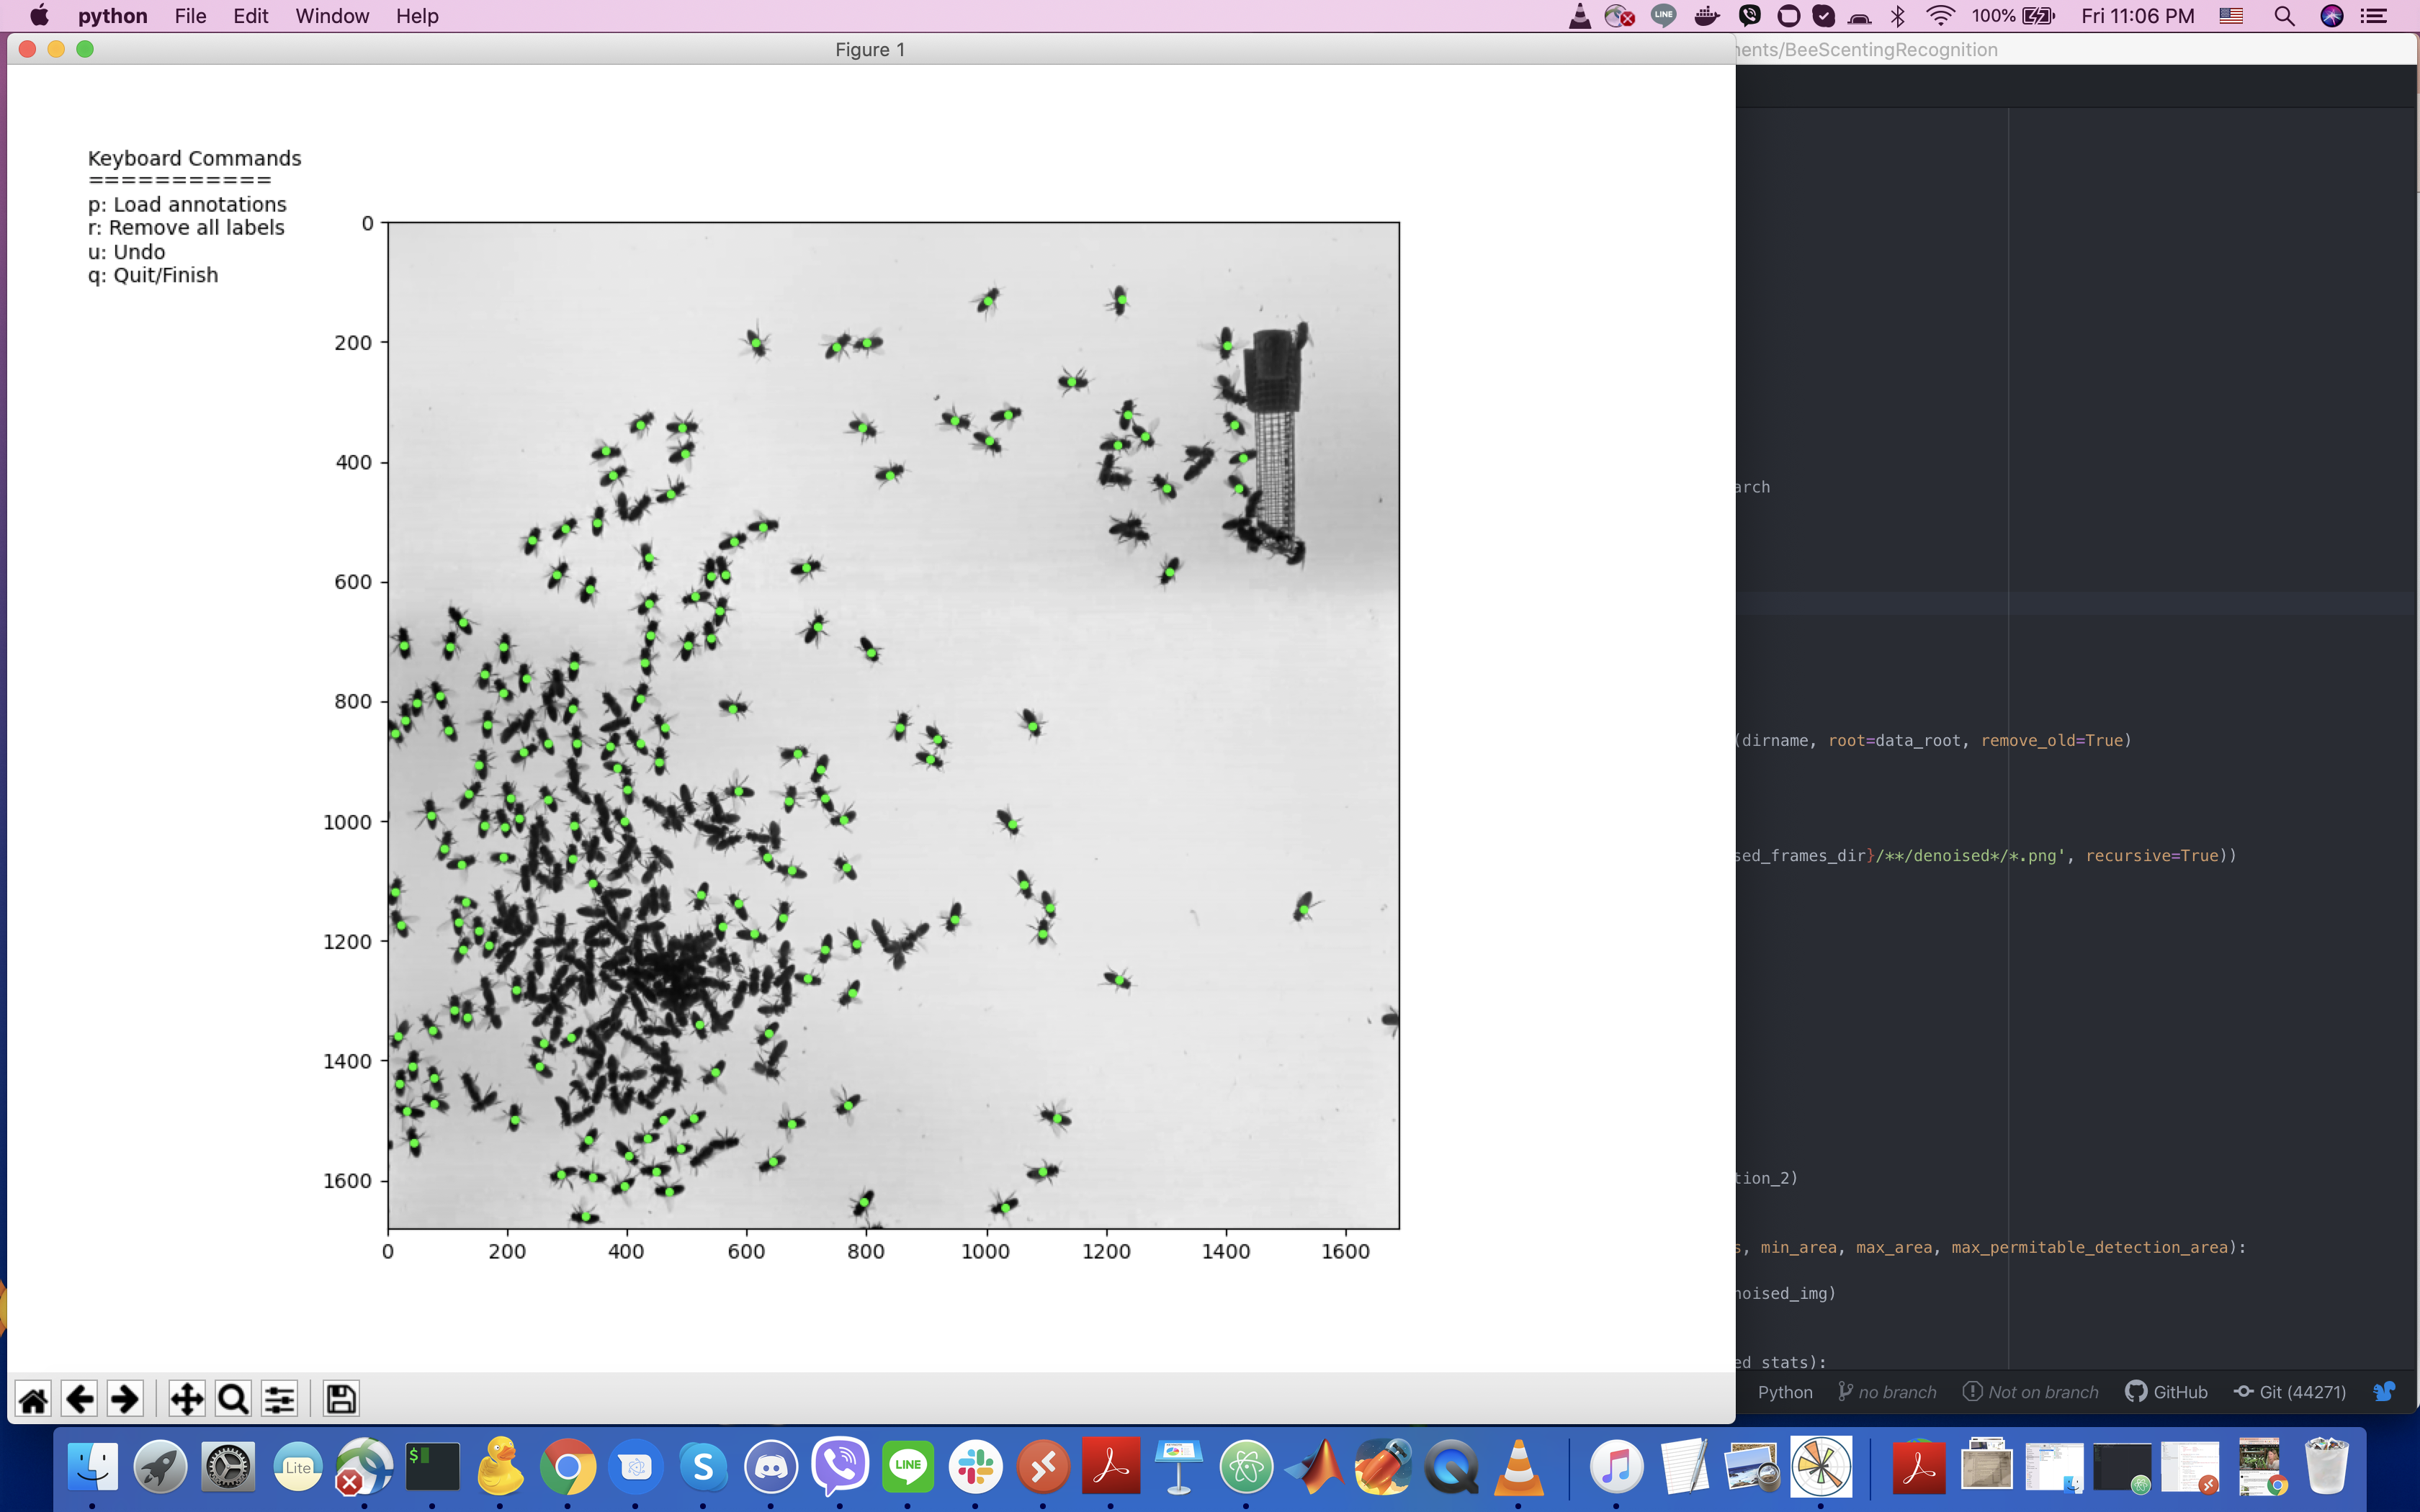 python File Edit Window Help
LINE
100%
Fri 11:06 PM
Figure 1
ents/BeeScentingRecognition
Keyboard Commands
===========
p: Load annotations
r: Remove all labels
u: Undo
q: Quit/Finish
0
200
400
600
800
1000
1200
1400
1600
0 200 400 600 800 1000 1200 1400 1600
arch
(dirname, root=data_root, remove_old=True)
sed_frames_dir}/**/denoised*/*.png', recursive=True))
tion_2)
s, min_area, max_area, max_permitable_detection_area):
noised_img)
ed stats):
Python no branch Not on branch GitHub Git (44271)
Lite
$
S
LINE